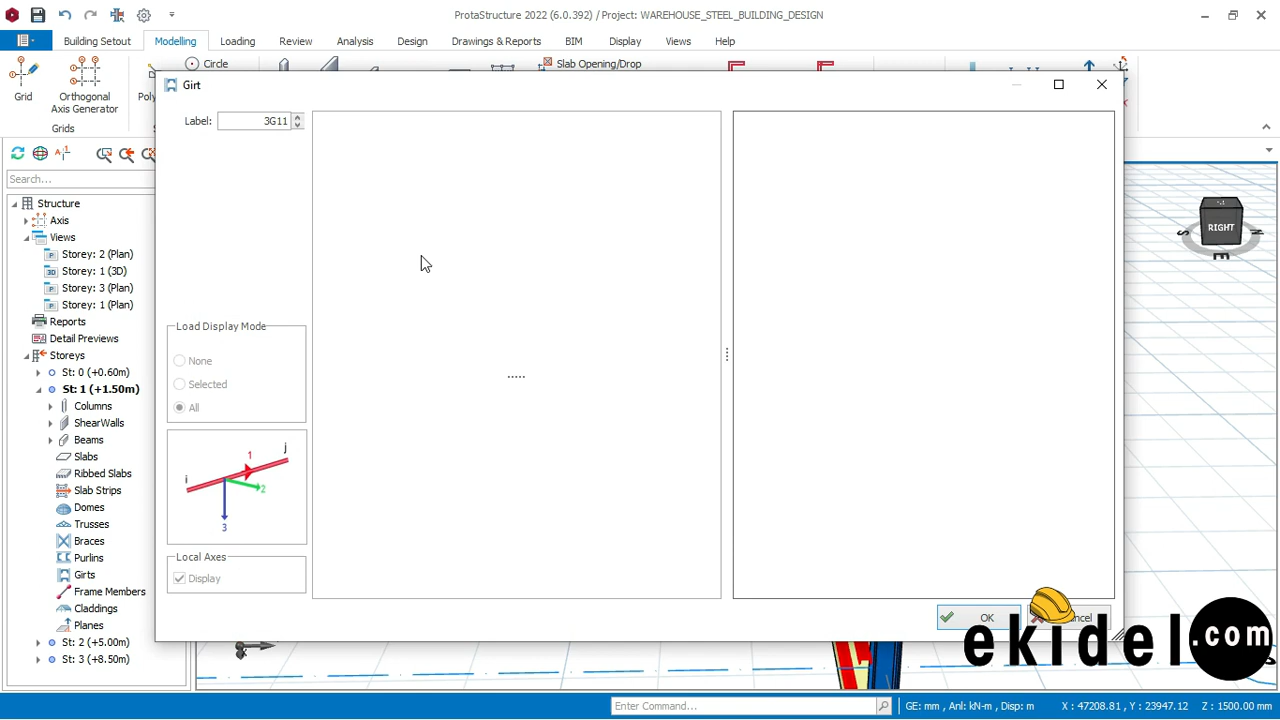 ProtaStructure 2022 (6.0.392) / Project: WAREHOUSE_STEEL_BUILDING_DESIGN
Building Setout Modelling Loading Review Analysis Design Drawings & Reports BIM Display Views Help
Grid
Orthogonal
Axis Generator
Grids
Circle
Slab Opening/Drop
Girt
Label: 3G11
Search...
Structure
Axis
Views
Storey: 2 (Plan)
Storey: 1 (3D)
Storey: 3 (Plan)
Storey: 1 (Plan)
Reports
Detail Previews
Storeys
St: 0 (+0.60m)
St: 1 (+1.50m)
Columns
ShearWalls
Beams
Slabs
Ribbed Slabs
Slab Strips
Domes
Trusses
Braces
Purlins
Girts
Frame Members
Claddings
Planes
St: 2 (+5.00m)
St: 3 (+8.50m)
Load Display Mode
None
Selected
All
i
1
j
2
3
Local Axes
Display
RIGHT
S
E
N
OK
ekidel.com
Enter Command...
GE: mm , Anl: kN-m , Disp: m
X : 47208.81 , Y : 23947.12
Z : 1500.00 mm